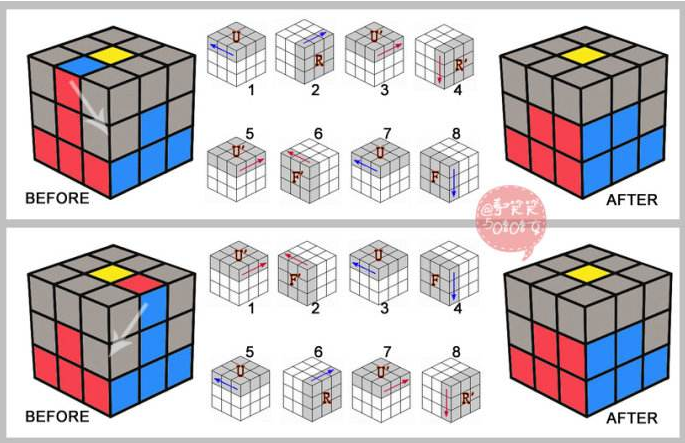 U R U' R'
1 2 3 4
U' F' U F
5 6 7 8
BEFORE
AFTER
U' F' U F
1 2 3 4
U R U' R'
5 6 7 8
BEFORE
AFTER